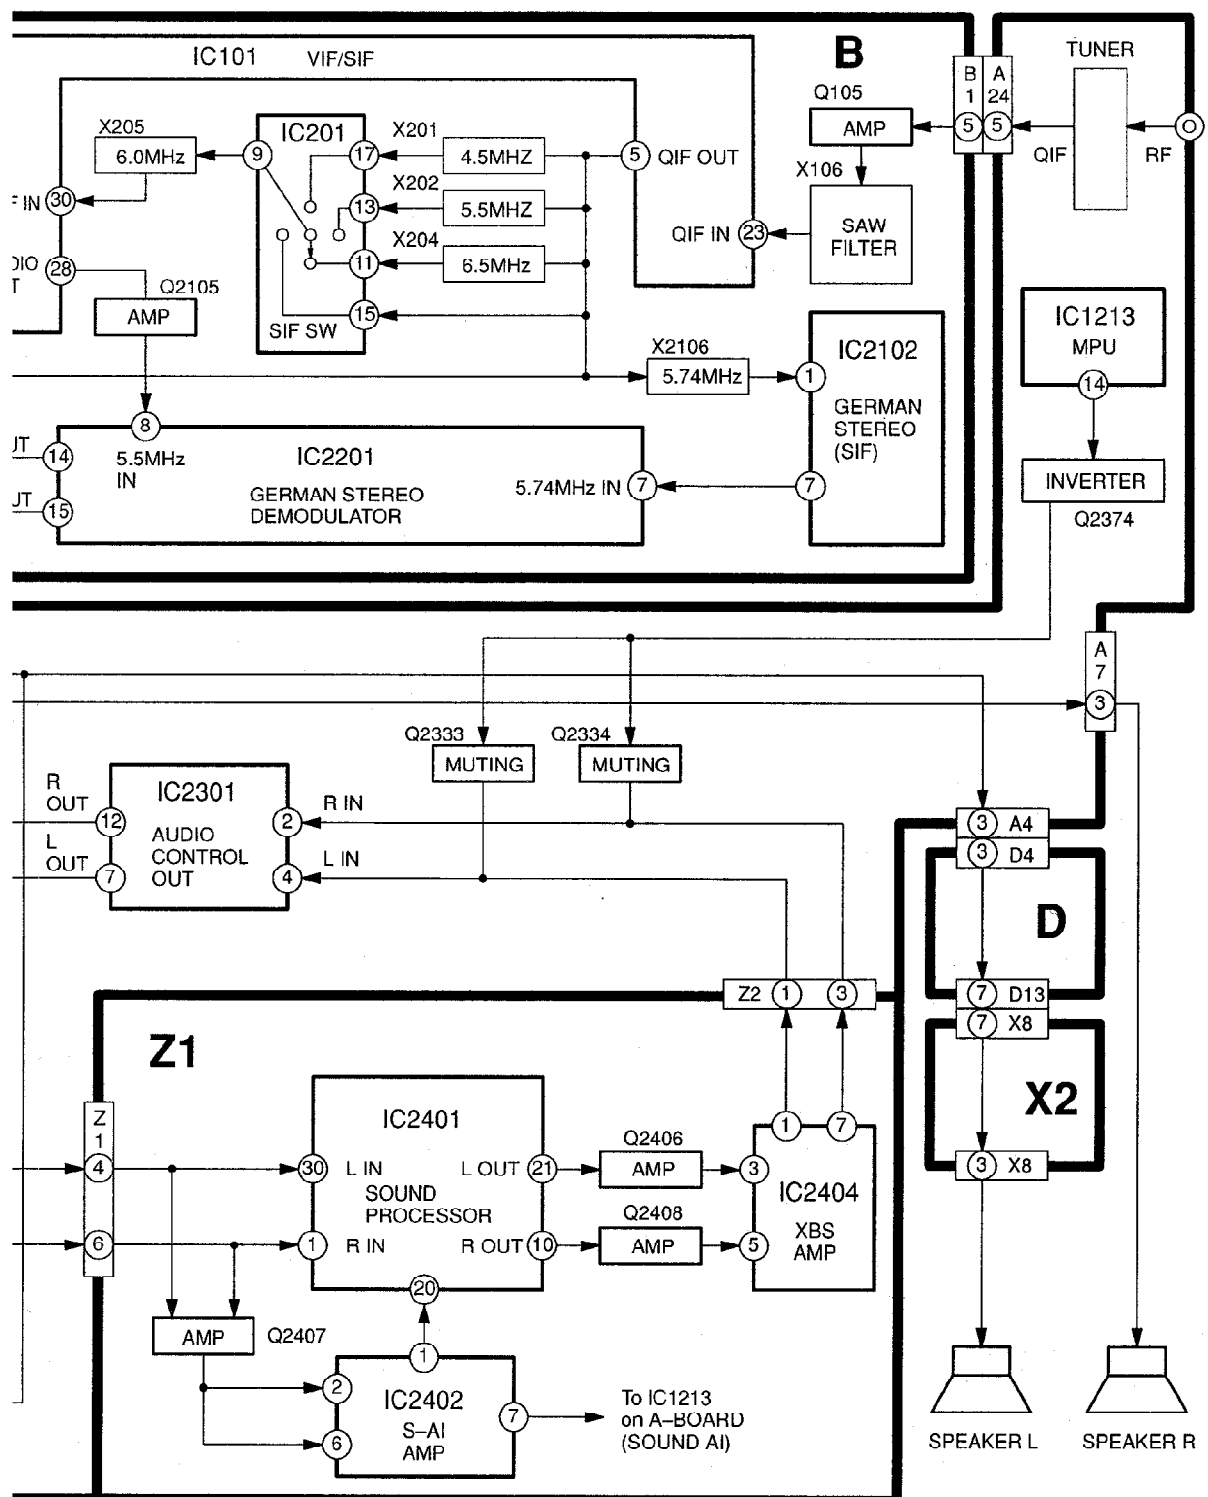 IC101 VIF/SIF
B
B 1
A 24
TUNER
Q105
AMP
5
5
QIF
RF
X205
6.0MHz
IC201
9
17
X201
4.5MHZ
5
QIF OUT
X106
F IN
30
13
X202
5.5MHZ
QIF IN
23
SAW
FILTER
DIO
T
28
11
X204
6.5MHz
Q2105
AMP
SIF SW
15
IC1213
MPU
14
X2106
5.74MHz
1
IC2102
GERMAN
STEREO
(SIF)
7
8
UT
14
5.5MHz
IN
IC2201
GERMAN STEREO
DEMODULATOR
5.74MHz IN
7
UT
15
INVERTER
Q2374
A
7
3
Q2333
MUTING
Q2334
MUTING
R
OUT
12
IC2301
AUDIO
CONTROL
OUT
2
R IN
L
OUT
7
4
L IN
3
A4
3
D4
D
7
D13
7
X8
X2
3
X8
Z2
1
3
Z1
Z
1
4
6
IC2401
30
L IN
L OUT
21
SOUND
PROCESSOR
1
R IN
R OUT
10
20
Q2406
AMP
Q2408
AMP
1
7
3
5
IC2404
XBS
AMP
AMP
Q2407
1
2
6
IC2402
S–AI
AMP
7
To IC1213
on A–BOARD
(SOUND AI)
SPEAKER L
SPEAKER R